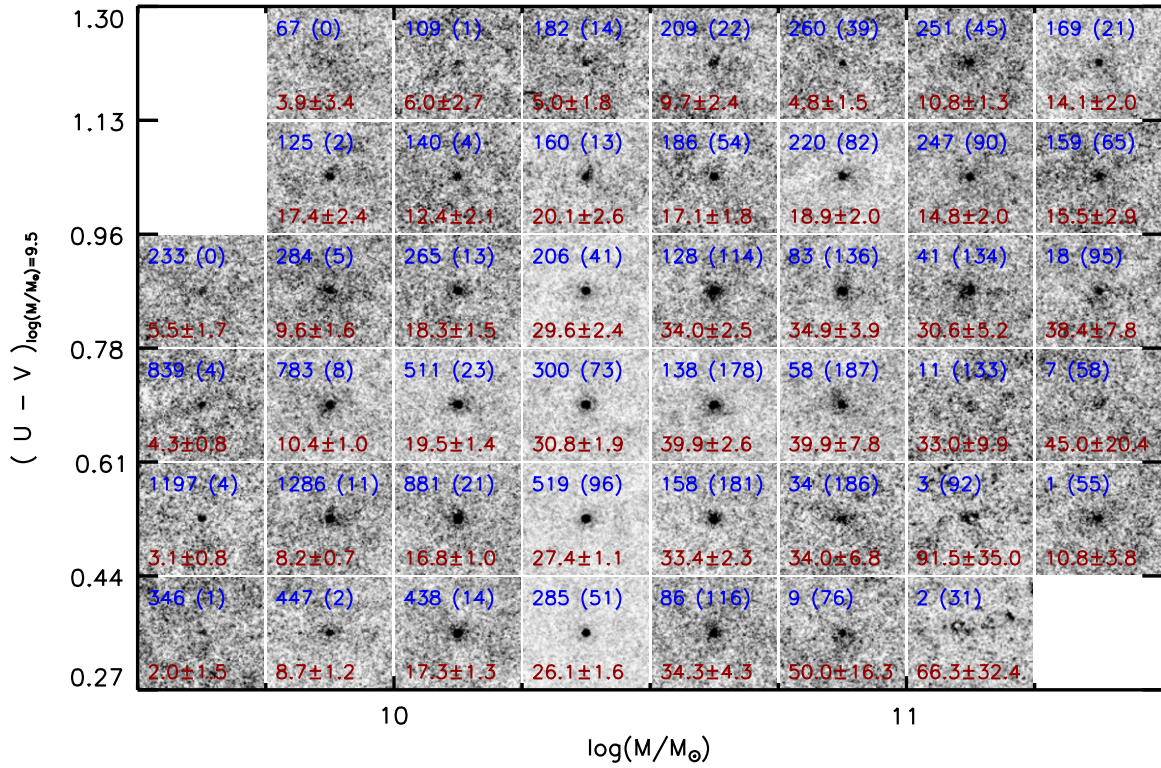 1.30
67 (0) 109 (1) 182 (14) 209 (22) 260 (39) 251 (45) 169 (21)
3.9±3.4 6.0±2.7 5.0±1.8 9.7±2.4 4.8±1.5 10.8±1.3 14.1±2.0
1.13
125 (2) 140 (4) 160 (13) 186 (54) 220 (82) 247 (90) 159 (65)
17.4±2.4 12.4±2.1 20.1±2.6 17.1±1.8 18.9±2.0 14.8±2.0 15.5±2.9
0.96
233 (0) 284 (5) 265 (13) 206 (41) 128 (114) 83 (136) 41 (134) 18 (95)
5.5±1.7 9.6±1.6 18.3±1.5 29.6±2.4 34.0±2.5 34.9±3.9 30.6±5.2 38.4±7.8
0.78
839 (4) 783 (8) 511 (23) 300 (73) 138 (178) 58 (187) 11 (133) 7 (58)
4.3±0.8 10.4±1.0 19.5±1.4 30.8±1.9 39.9±2.6 39.9±7.8 33.0±9.9 45.0±20.4
0.61
1197 (4) 1286 (11) 881 (21) 519 (96) 158 (181) 34 (186) 3 (92) 1 (55)
3.1±0.8 8.2±0.7 16.8±1.0 27.4±1.1 33.4±2.3 34.0±6.8 91.5±35.0 10.8±3.8
0.44
346 (1) 447 (2) 438 (14) 285 (51) 86 (116) 9 (76) 2 (31)
2.0±1.5 8.7±1.2 17.3±1.3 26.1±1.6 34.3±4.3 50.0±16.3 66.3±32.4
0.27
10 11
log(M/M⊙)
( U − V )log(M/M⊙)=9.5